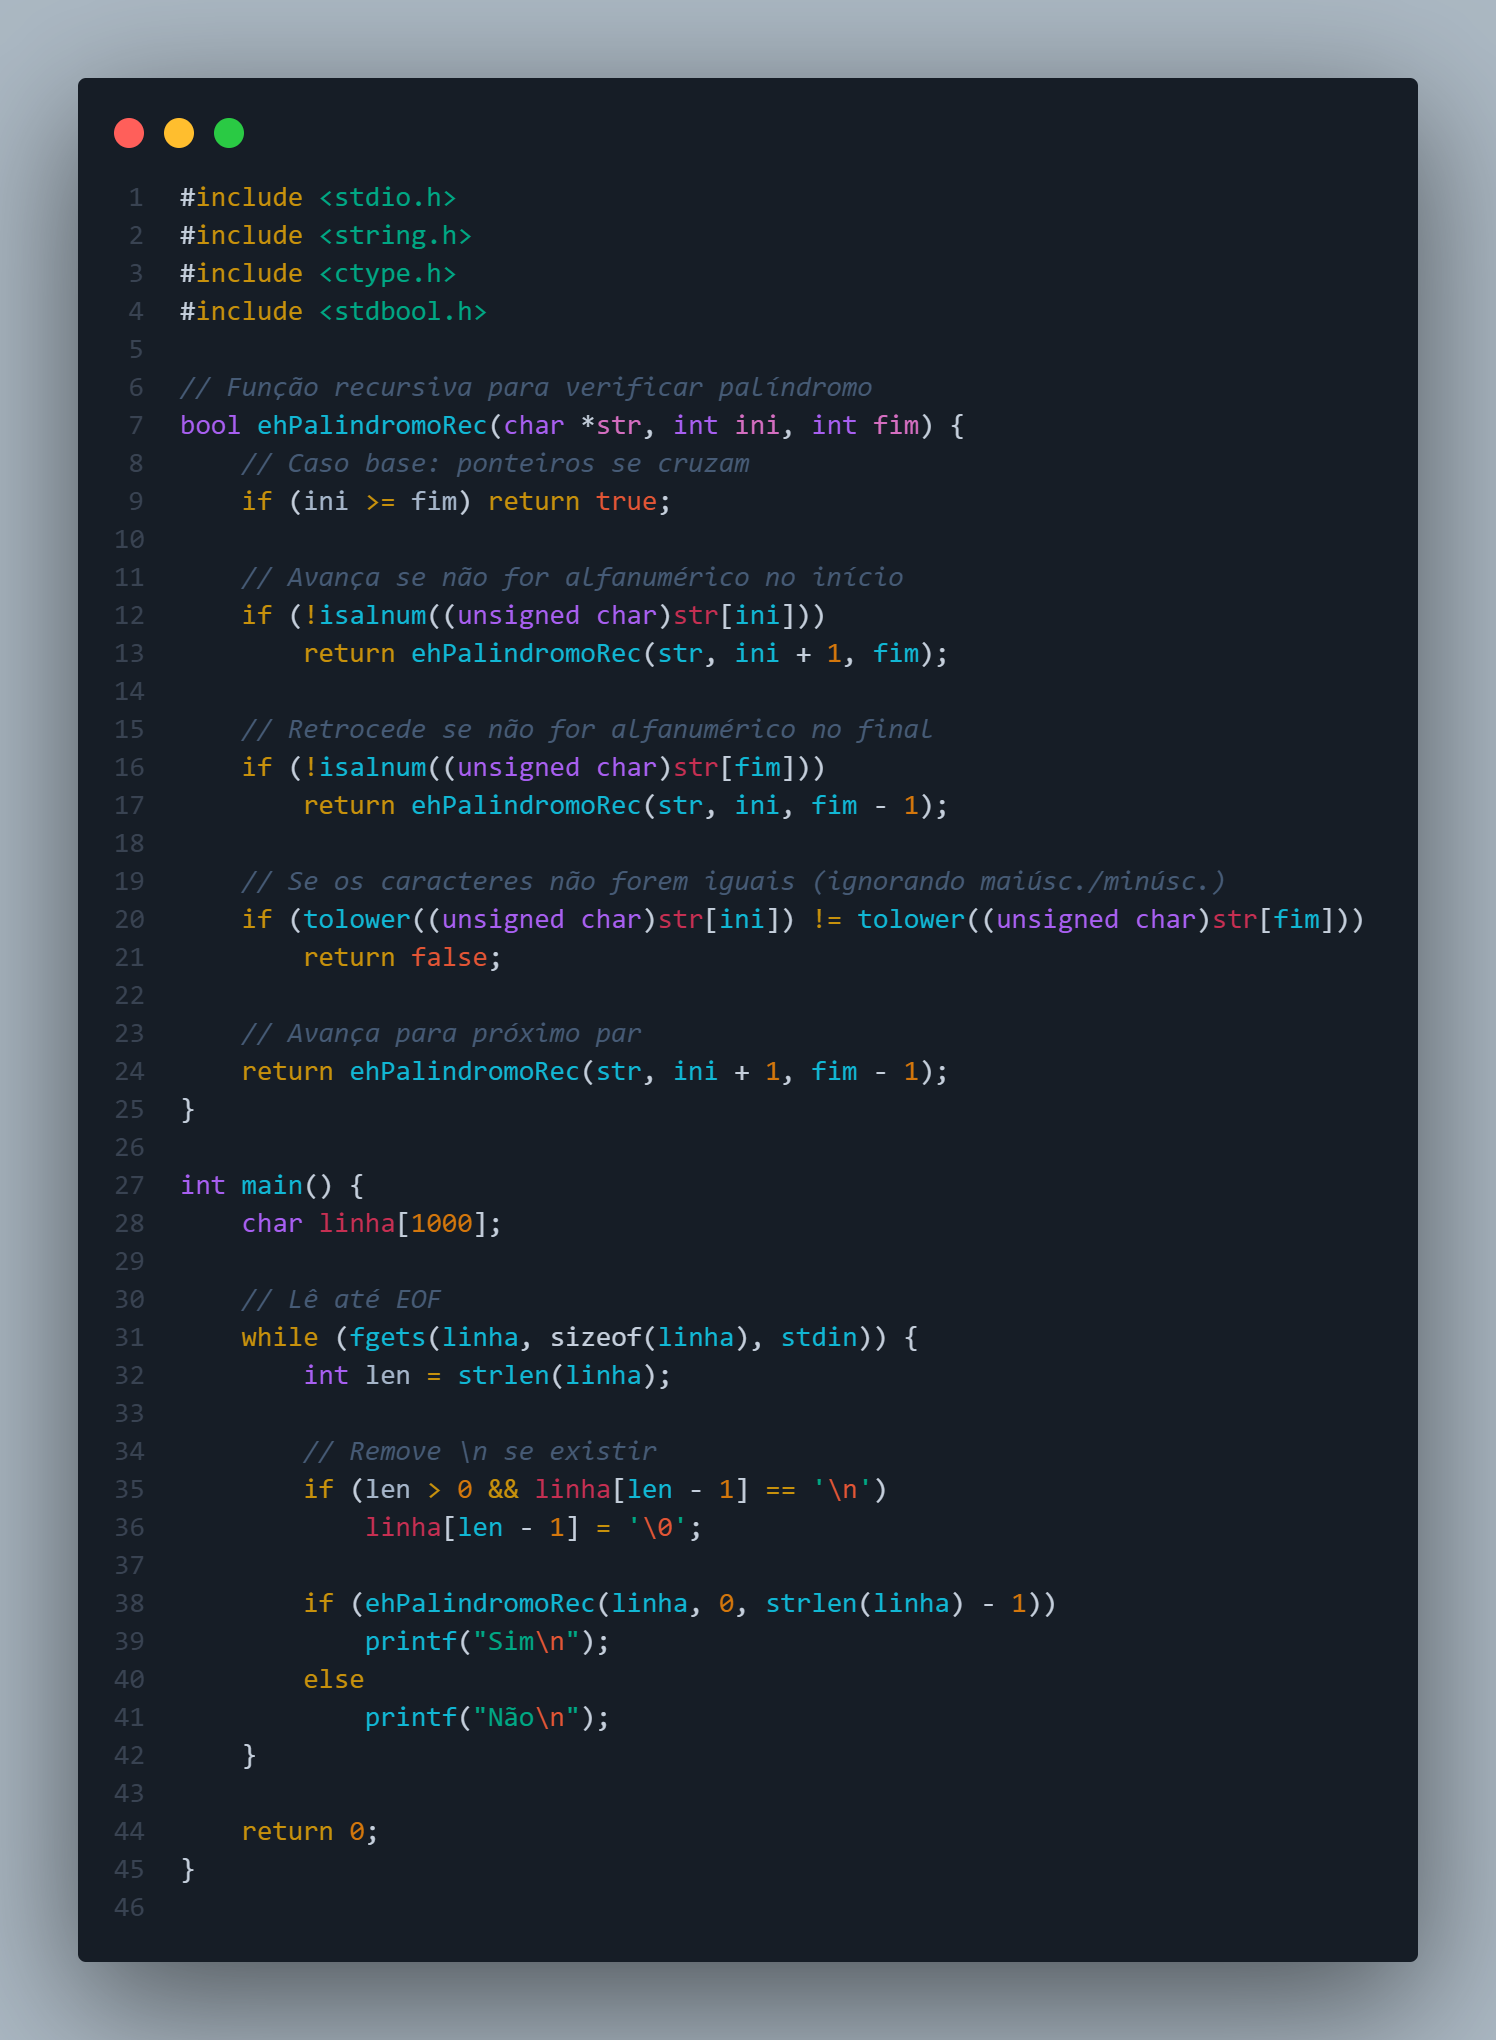 1 #include <stdio.h>
2 #include <string.h>
3 #include <ctype.h>
4 #include <stdbool.h>
5
6 // Função recursiva para verificar palíndromo
7 bool ehPalindromoRec(char *str, int ini, int fim) {
8     // Caso base: ponteiros se cruzam
9     if (ini >= fim) return true;
10
11     // Avança se não for alfanumérico no início
12     if (!isalnum((unsigned char)str[ini]))
13         return ehPalindromoRec(str, ini + 1, fim);
14
15     // Retrocede se não for alfanumérico no final
16     if (!isalnum((unsigned char)str[fim]))
17         return ehPalindromoRec(str, ini, fim - 1);
18
19     // Se os caracteres não forem iguais (ignorando maiúsc./minúsc.)
20     if (tolower((unsigned char)str[ini]) != tolower((unsigned char)str[fim]))
21         return false;
22
23     // Avança para próximo par
24     return ehPalindromoRec(str, ini + 1, fim - 1);
25 }
26
27 int main() {
28     char linha[1000];
29
30     // Lê até EOF
31     while (fgets(linha, sizeof(linha), stdin)) {
32         int len = strlen(linha);
33
34         // Remove \n se existir
35         if (len > 0 && linha[len - 1] == '\n')
36             linha[len - 1] = '\0';
37
38         if (ehPalindromoRec(linha, 0, strlen(linha) - 1))
39             printf("Sim\n");
40         else
41             printf("Não\n");
42     }
43
44     return 0;
45 }
46